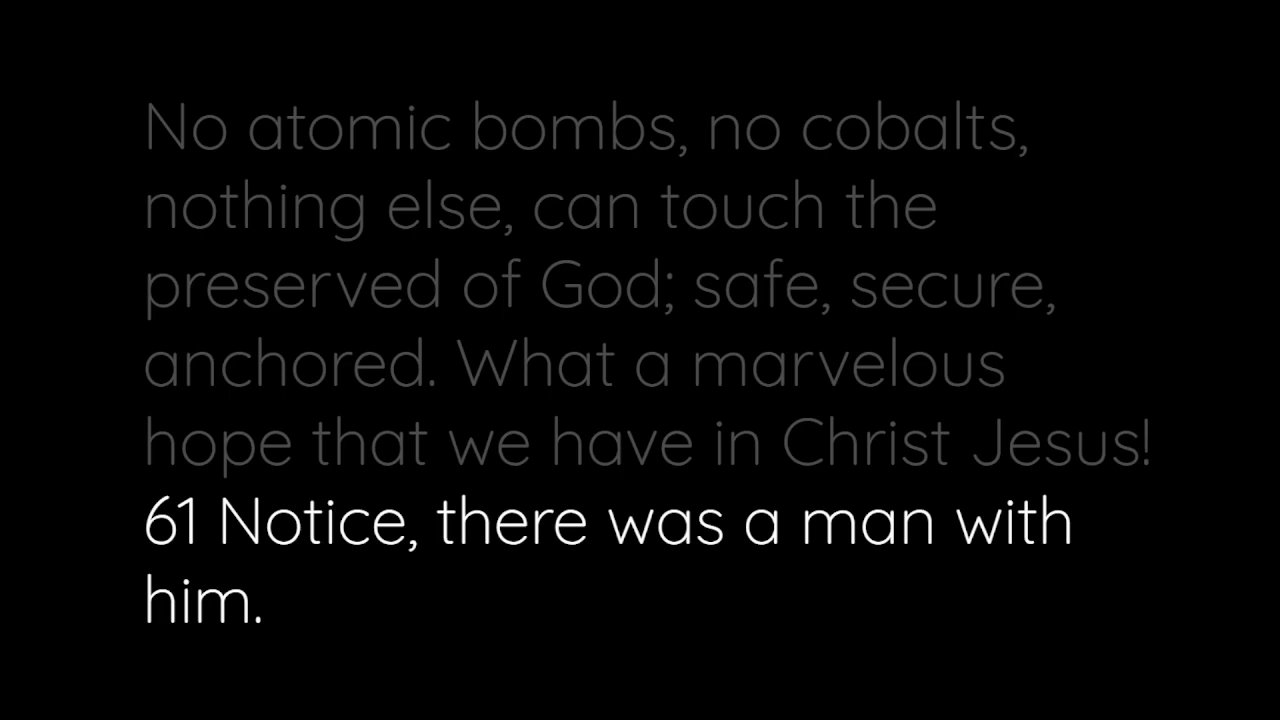 No atomic bombs, no cobalts,
nothing else, can touch the
preserved of God; safe, secure,
anchored. What a marvelous
hope that we have in Christ Jesus!
61 Notice, there was a man with
him.